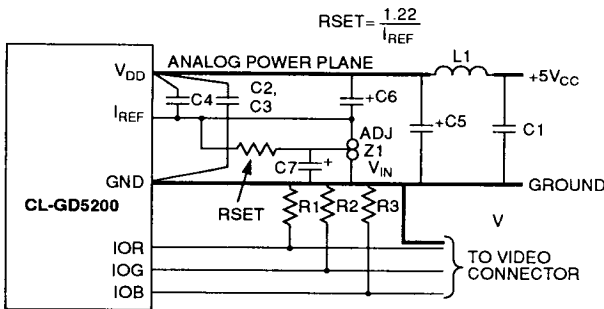 RSET = 1.22 / IREF
ANALOG POWER PLANE
L1
VDD
+5VCC
C2,
C3
C4
+C6
+C5
C1
IREF
ADJ
Z1
C7
+
VIN
GND
GROUND
CL-GD5200
RSET
R1
R2
R3
V
IOR
IOG
IOB
TO VIDEO
CONNECTOR